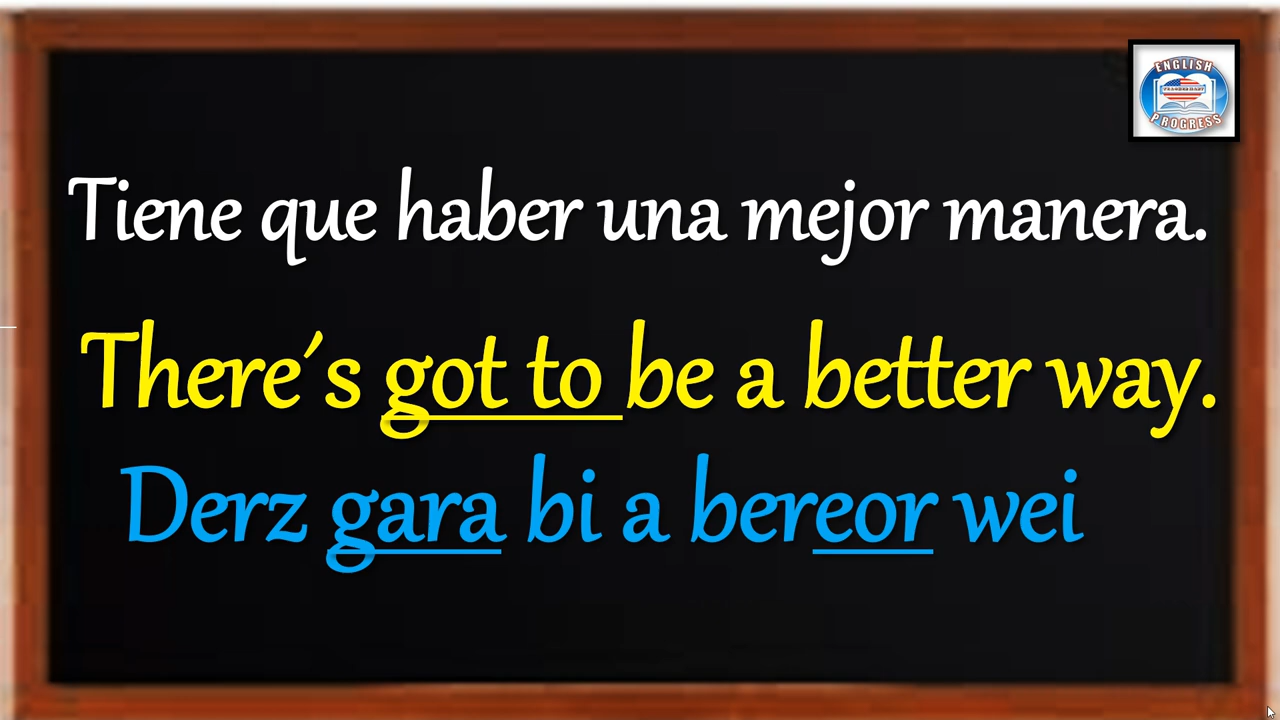 ENGLISH
PROGRESS
Tiene que haber una mejor manera.
There´s got to be a better way.
Derz gara bi a bereor wei